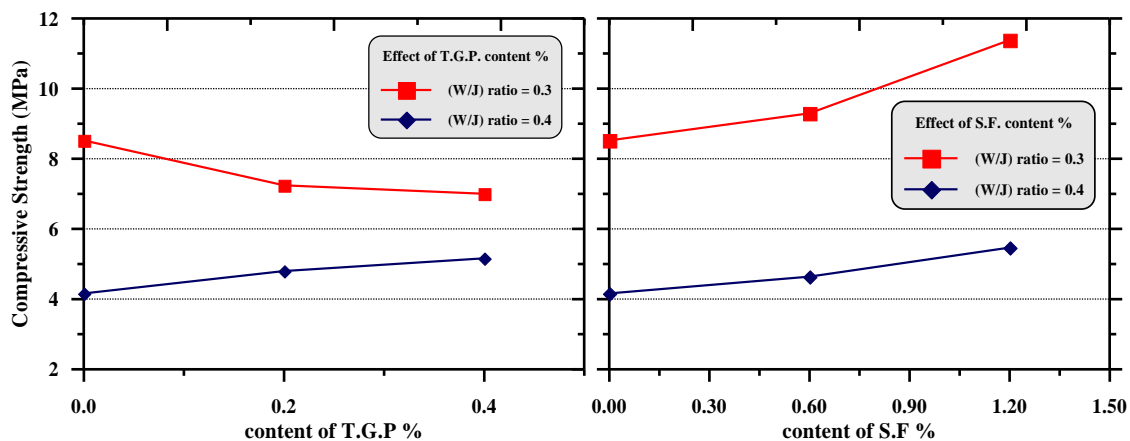 Compressive Strength (MPa)
12
10
8
6
4
2
Effect of T.G.P. content %
(W/J) ratio = 0.3
(W/J) ratio = 0.4
0.0 0.2 0.4
content of T.G.P %
Effect of S.F. content %
(W/J) ratio = 0.3
(W/J) ratio = 0.4
0.00 0.30 0.60 0.90 1.20 1.50
content of S.F %